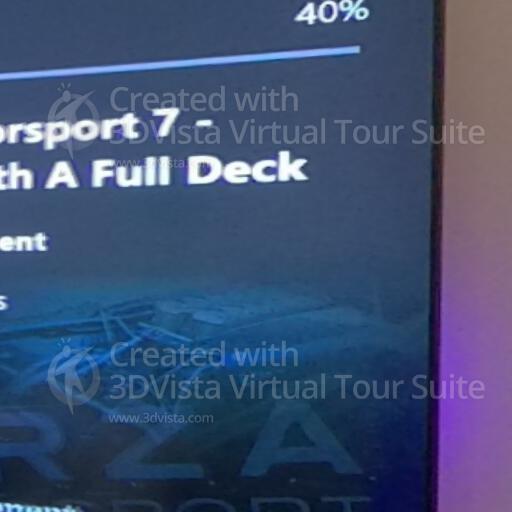 40%
Created with
3DVista Virtual Tour Suite
www.3dvista.com
orsport 7 -
th A Full Deck
ent
s
Created with
3DVista Virtual Tour Suite
www.3dvista.com
RZA
PORT